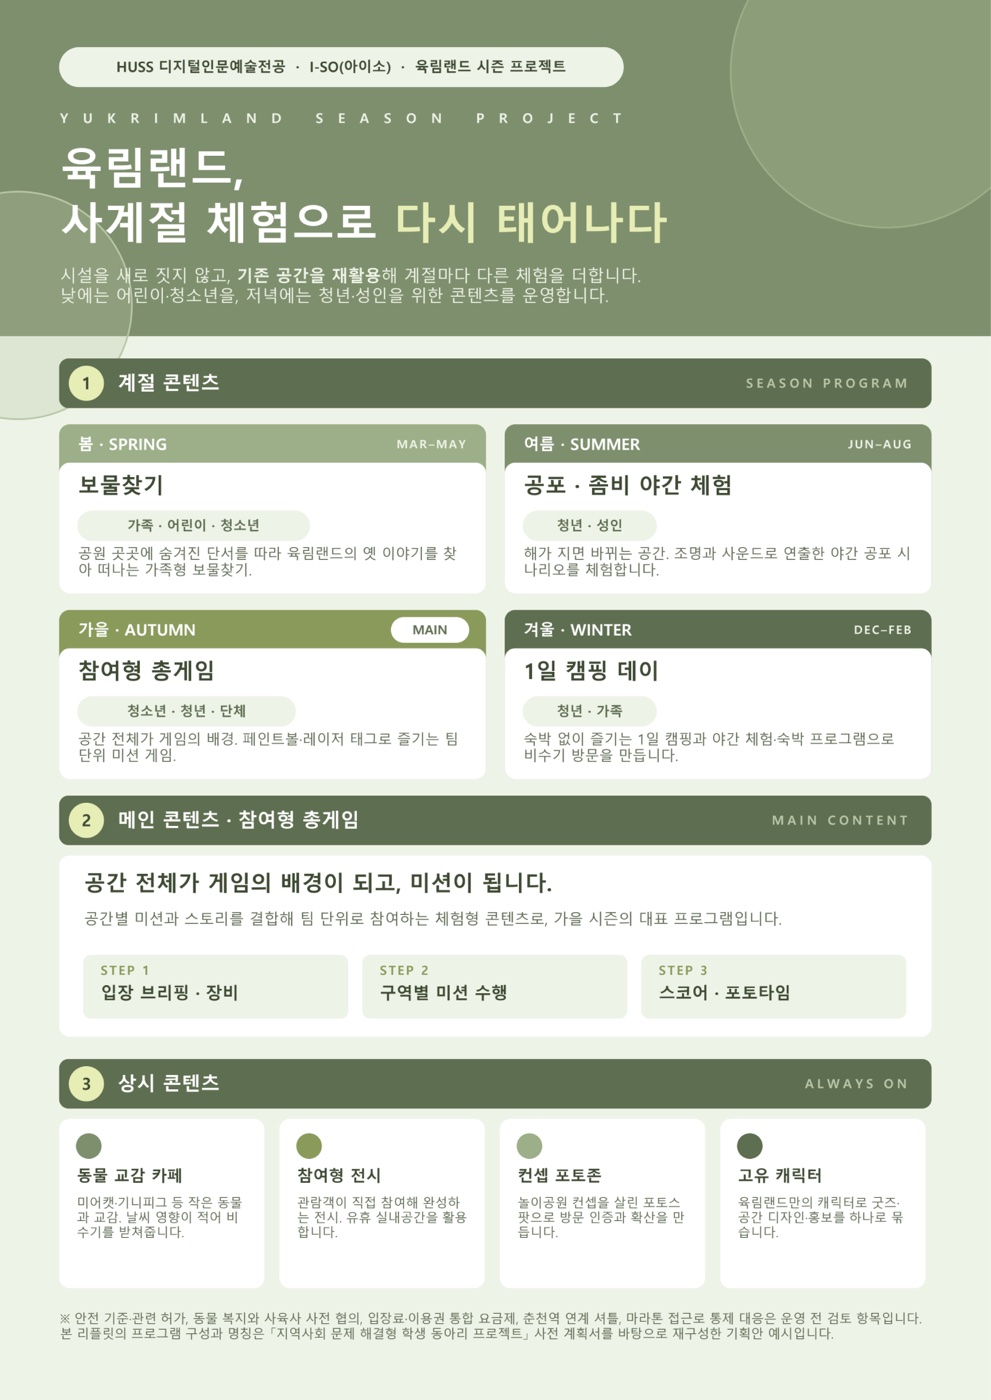 HUSS 디지털인문예술전공 · I-SO(아이소) · 육림랜드 시즌 프로젝트
YUKRIMLAND SEASON PROJECT
육림랜드,
사계절 체험으로 다시 태어나다
시설을 새로 짓지 않고, 기존 공간을 재활용해 계절마다 다른 체험을 더합니다.
낮에는 어린이·청소년을, 저녁에는 청년·성인을 위한 콘텐츠를 운영합니다.
1 계절 콘텐츠 SEASON PROGRAM
봄 · SPRING MAR–MAY
보물찾기
가족 · 어린이 · 청소년
공원 곳곳에 숨겨진 단서를 따라 육림랜드의 옛 이야기를 찾
아 떠나는 가족형 보물찾기.
여름 · SUMMER JUN–AUG
공포 · 좀비 야간 체험
청년 · 성인
해가 지면 바뀌는 공간. 조명과 사운드로 연출한 야간 공포 시
나리오를 체험합니다.
가을 · AUTUMN MAIN
참여형 총게임
청소년 · 청년 · 단체
공간 전체가 게임의 배경. 페인트볼·레이저 태그로 즐기는 팀
단위 미션 게임.
겨울 · WINTER DEC–FEB
1일 캠핑 데이
청년 · 가족
숙박 없이 즐기는 1일 캠핑과 야간 체험·숙박 프로그램으로
비수기 방문을 만듭니다.
2 메인 콘텐츠 · 참여형 총게임 MAIN CONTENT
공간 전체가 게임의 배경이 되고, 미션이 됩니다.
공간별 미션과 스토리를 결합해 팀 단위로 참여하는 체험형 콘텐츠로, 가을 시즌의 대표 프로그램입니다.
STEP 1
입장 브리핑 · 장비
STEP 2
구역별 미션 수행
STEP 3
스코어 · 포토타임
3 상시 콘텐츠 ALWAYS ON
동물 교감 카페
미어캣·기니피그 등 작은 동물
과 교감. 날씨 영향이 적어 비
수기를 받쳐줍니다.
참여형 전시
관람객이 직접 참여해 완성하
는 전시. 유휴 실내공간을 활용
합니다.
컨셉 포토존
놀이공원 컨셉을 살린 포토스
팟으로 방문 인증과 확산을 만
듭니다.
고유 캐릭터
육림랜드만의 캐릭터로 굿즈·
공간 디자인·홍보를 하나로 묶
습니다.
※ 안전 기준·관련 허가, 동물 복지와 사육사 사전 협의, 입장료·이용권 통합 요금제, 춘천역 연계 셔틀, 마라톤 접근로 통제 대응은 운영 전 검토 항목입니다.
본 리플릿의 프로그램 구성과 명칭은 「지역사회 문제 해결형 학생 동아리 프로젝트」 사전 계획서를 바탕으로 재구성한 기획안 예시입니다.